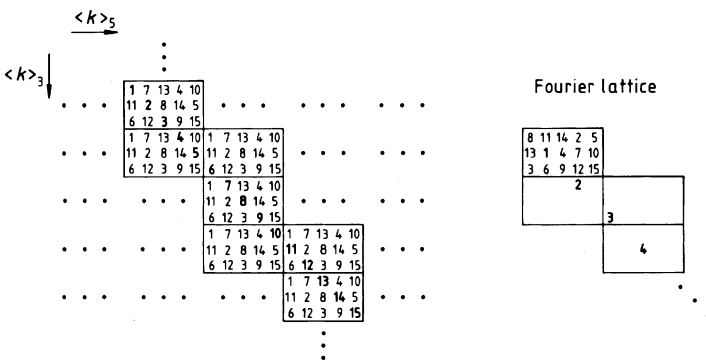 <k>₅
<k>₃
Fourier lattice
1 7 13 4 10
11 2 8 14 5
6 12 3 9 15
1 7 13 4 10 1 7 13 4 10
11 2 8 14 5 11 2 8 14 5
6 12 3 9 15 6 12 3 9 15
1 7 13 4 10
11 2 8 14 5
6 12 3 9 15
1 7 13 4 10 1 7 13 4 10
11 2 8 14 5 11 2 8 14 5
6 12 3 9 15 6 12 3 9 15
1 7 13 4 10
11 2 8 14 5
6 12 3 9 15
8 11 14 2 5
13 1 4 7 10
3 6 9 12 15
2
3
4